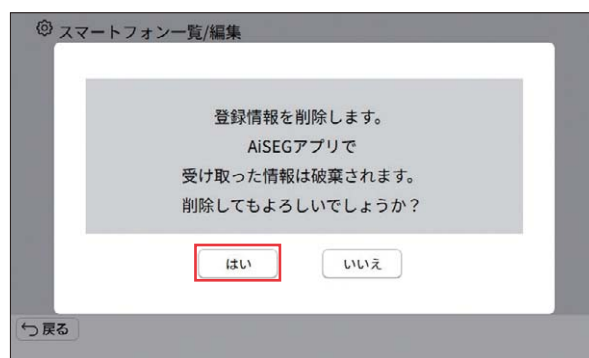 スマートフォン一覧/編集
登録情報を削除します。
AiSEGアプリで
受け取った情報は破棄されます。
削除してもよろしいでしょうか？
はい
いいえ
戻る